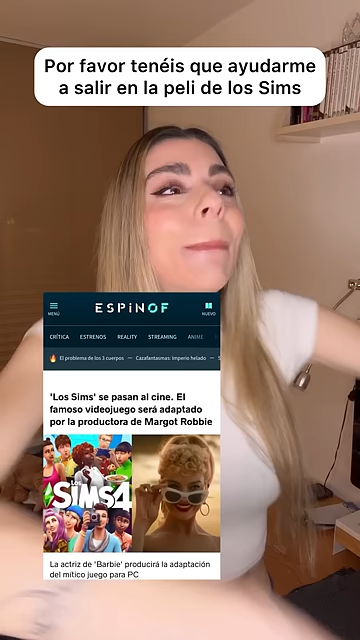 Por favor tenéis que ayudarme
a salir en la peli de los Sims
MENÚ
ESPINOF
NUEVO
CRÍTICA ESTRENOS REALITY STREAMING ANIME
El problema de los 3 cuerpos — Cazafantasmas: Imperio helado —
'Los Sims' se pasan al cine. El
famoso videojuego será adaptado
por la productora de Margot Robbie
LOS
SIMS4
La actriz de 'Barbie' producirá la adaptación
del mítico juego para PC